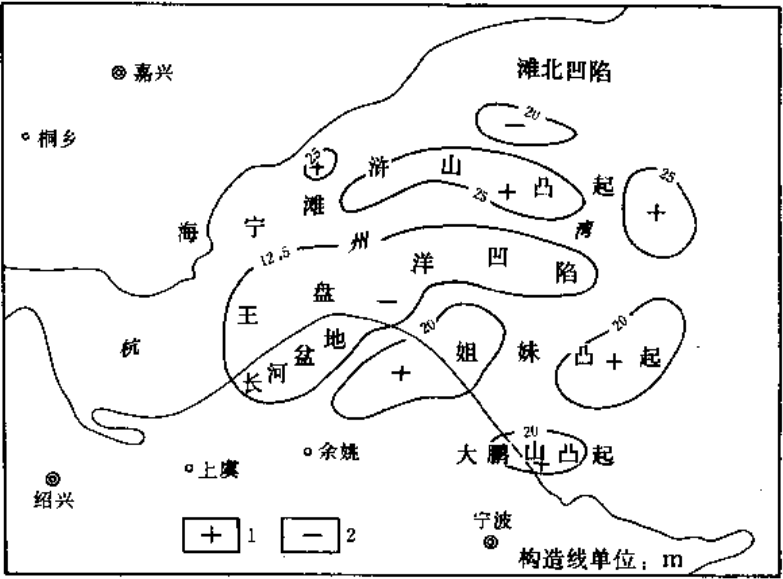 嘉兴
滩北凹陷
桐乡
20
25
浒山凸起
25
25
海宁滩
杭州湾
12.5
王盘洋凹陷
长河盆地
20
姐妹凸起
20
20
大鹏山凸起
余姚
上虞
绍兴
宁波
+ 1
− 2
构造线单位：m